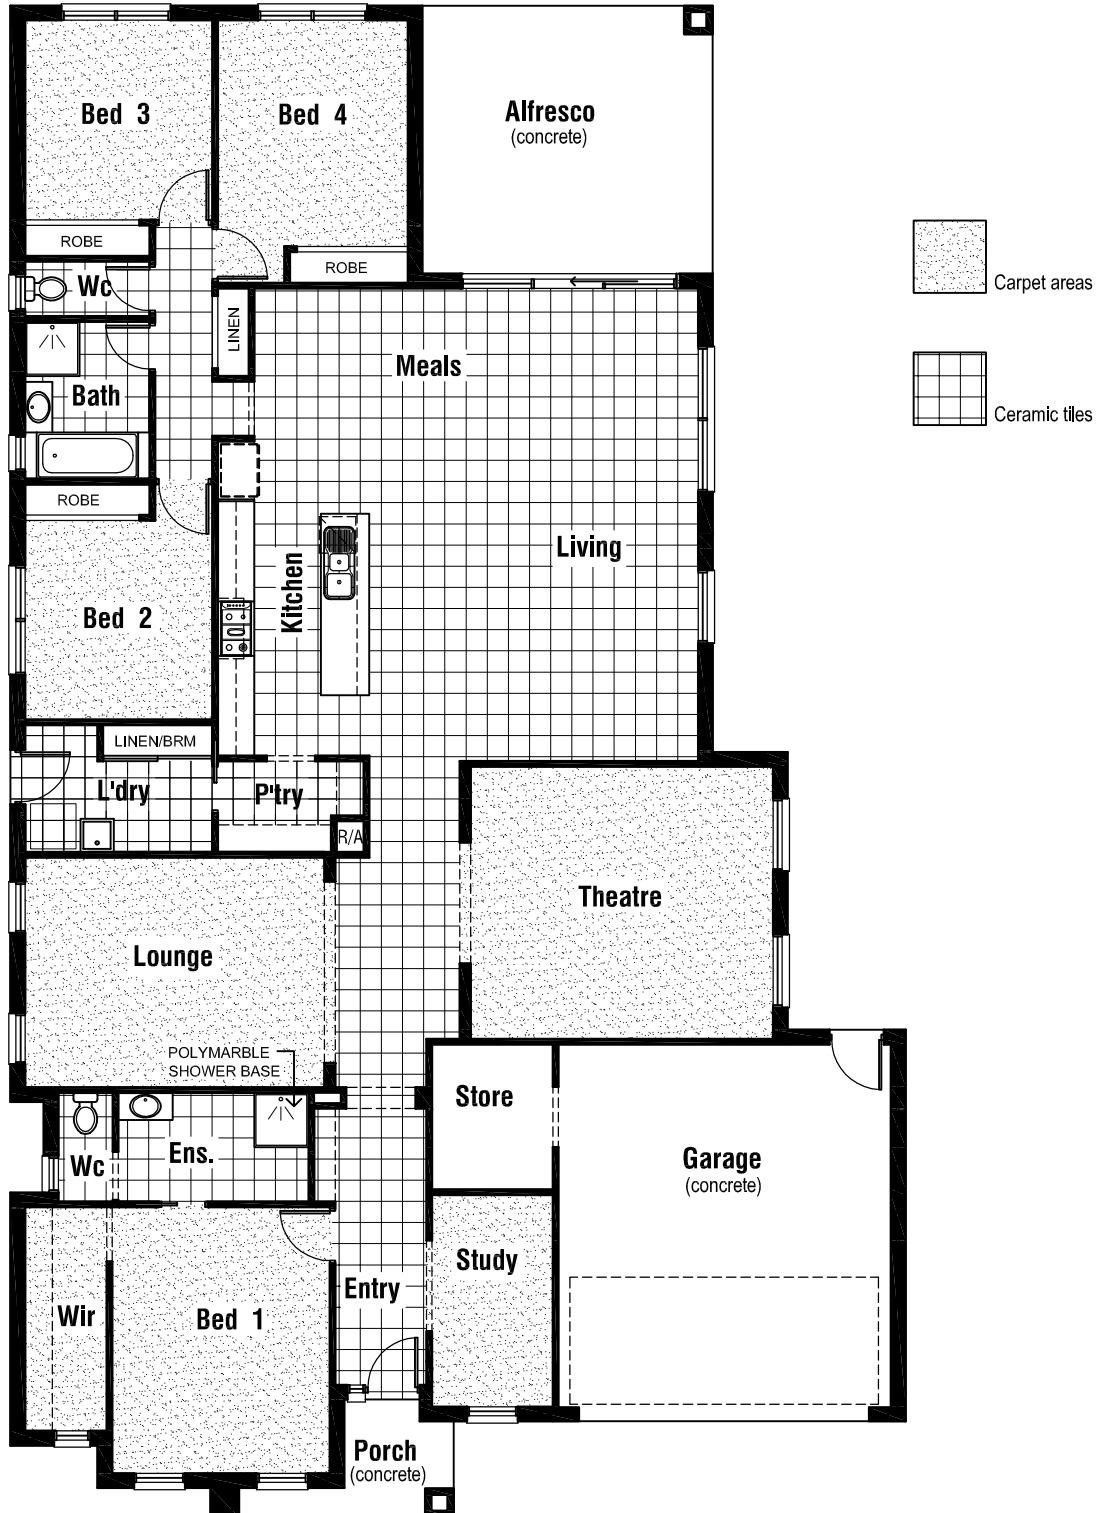 Bed 3
Bed 4
Alfresco
(concrete)
ROBE
ROBE
Wc
Carpet areas
LINEN
Meals
Bath
Ceramic tiles
ROBE
Living
Kitchen
Bed 2
LINEN/BRM
L'dry
P'try
R/A
Theatre
Lounge
POLYMARBLE
SHOWER BASE
Store
Ens.
Wc
Garage
(concrete)
Study
Entry
Wir
Bed 1
Porch
(concrete)